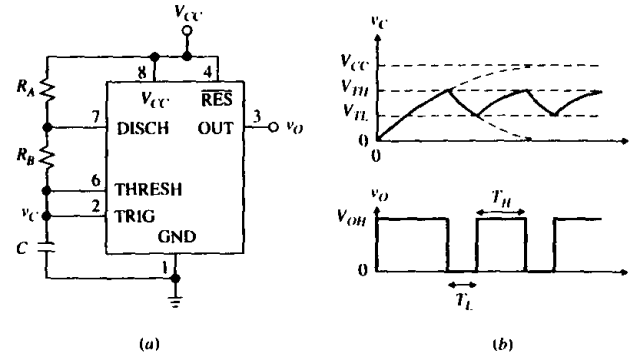 V_CC
8 4
R_A
V_CC RES
7 DISCH OUT 3 v_O
R_B
6 THRESH
v_C 2 TRIG
GND
C
1
(a)
v_C
V_CC
V_TH
V_TL
0
0
v_O
V_OH
T_H
0
T_L
(b)